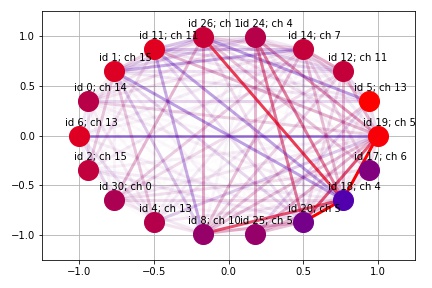 id 26; ch 1
id 24; ch 4
id 11; ch 11
id 14; ch 7
id 1; ch 15
id 12; ch 11
id 0; ch 14
id 5; ch 13
id 6; ch 13
id 19; ch 5
id 2; ch 15
id 17; ch 6
id 30; ch 0
id 18; ch 4
id 4; ch 13
id 8; ch 10
id 25; ch 5
id 20; ch
1.0
0.5
0.0
−0.5
−1.0
−1.0
−0.5
0.0
0.5
1.0